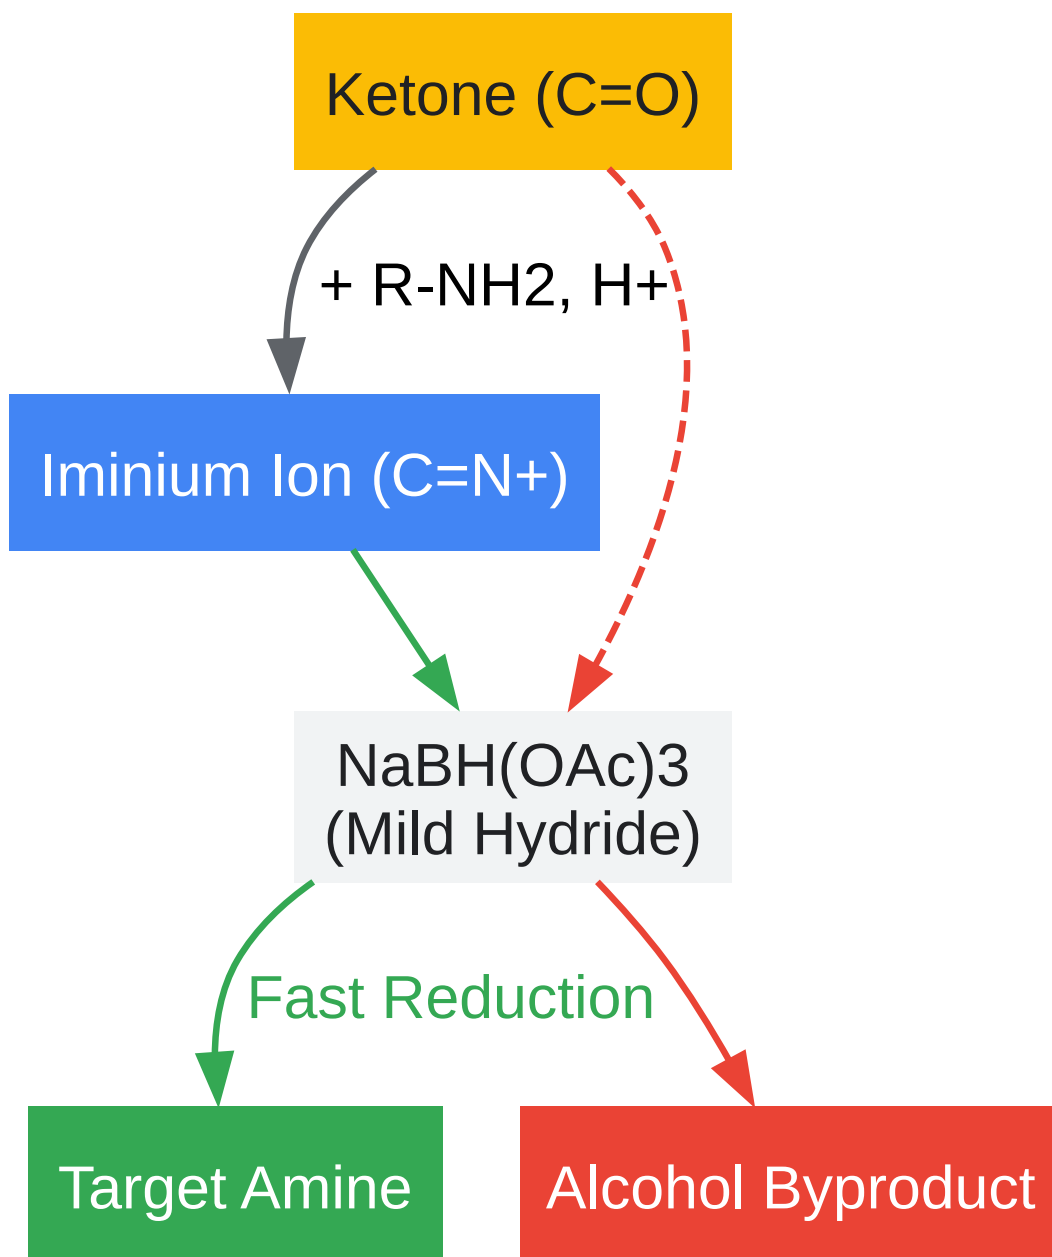 Ketone (C=O)
+ R-NH2, H+
Iminium Ion (C=N+)
NaBH(OAc)3
(Mild Hydride)
Fast Reduction
Target Amine
Alcohol Byproduct